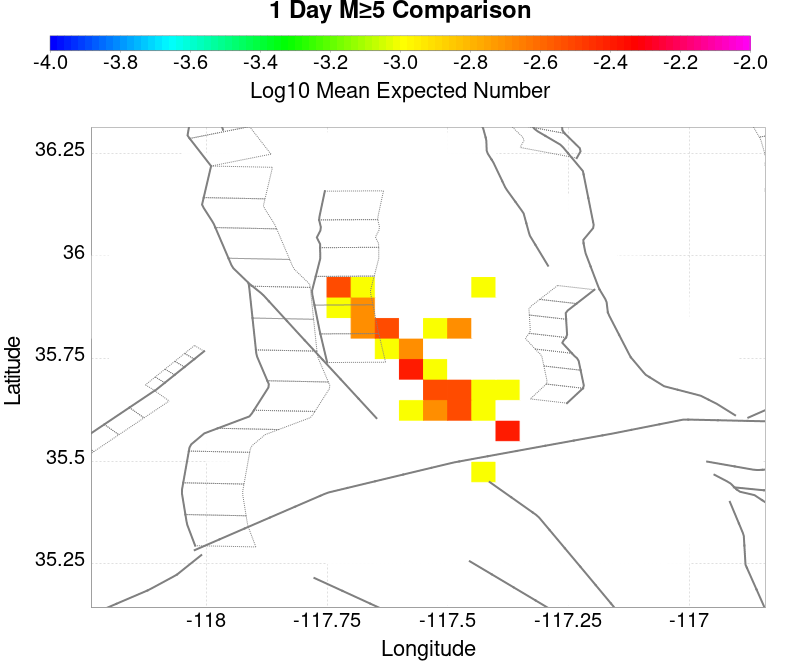 1 Day M≥5 Comparison
-4.0 -3.8 -3.6 -3.4 -3.2 -3.0 -2.8 -2.6 -2.4 -2.2 -2.0
Log10 Mean Expected Number
36.25
36
35.75
35.5
35.25
Latitude
-118 -117.75 -117.5 -117.25 -117
Longitude